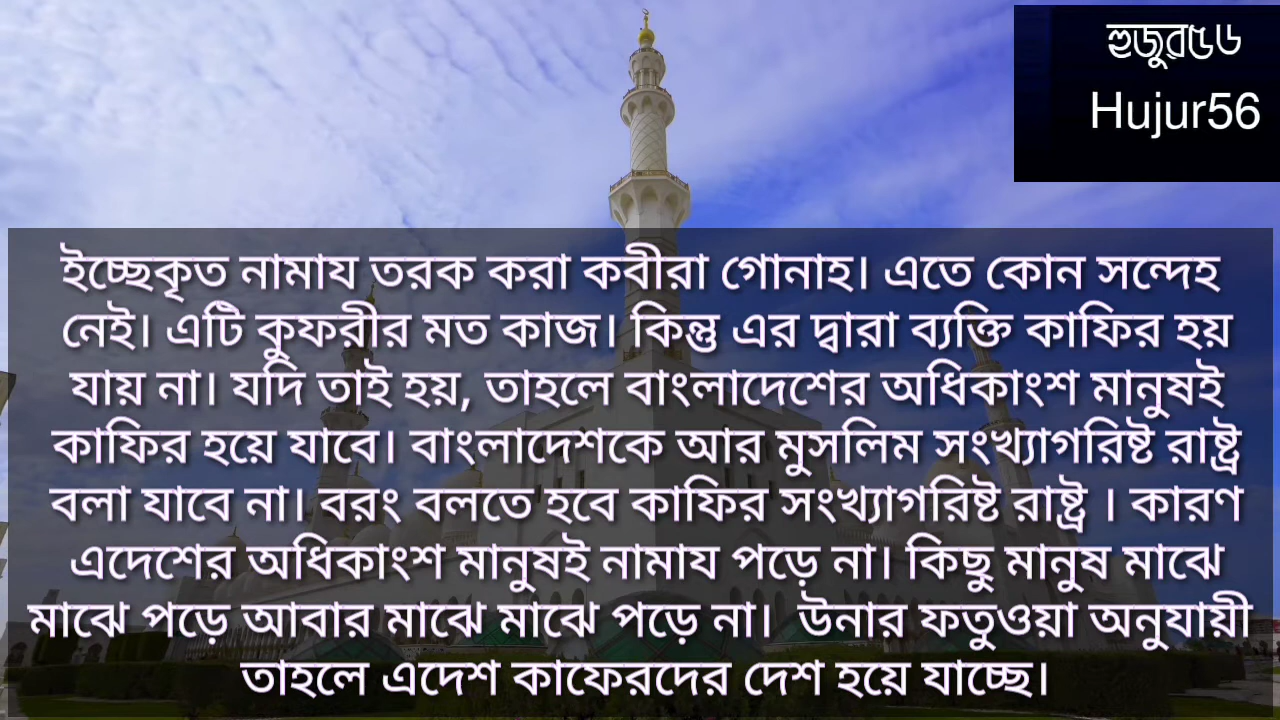 হুজুর৫৬
Hujur56
ইচ্ছেকৃত নামায তরক করা কবীরা গোনাহ। এতে কোন সন্দেহ
নেই। এটি কুফরীর মত কাজ। কিন্তু এর দ্বারা ব্যক্তি কাফির হয়
যায় না। যদি তাই হয়, তাহলে বাংলাদেশের অধিকাংশ মানুষই
কাফির হয়ে যাবে। বাংলাদেশকে আর মুসলিম সংখ্যাগরিষ্ট রাষ্ট্র
বলা যাবে না। বরং বলতে হবে কাফির সংখ্যাগরিষ্ট রাষ্ট্র । কারণ
এদেশের অধিকাংশ মানুষই নামায পড়ে না। কিছু মানুষ মাঝে
মাঝে পড়ে আবার মাঝে মাঝে পড়ে না।  উনার ফতুওয়া অনুযায়ী
তাহলে এদেশ কাফেরদের দেশ হয়ে যাচ্ছে।